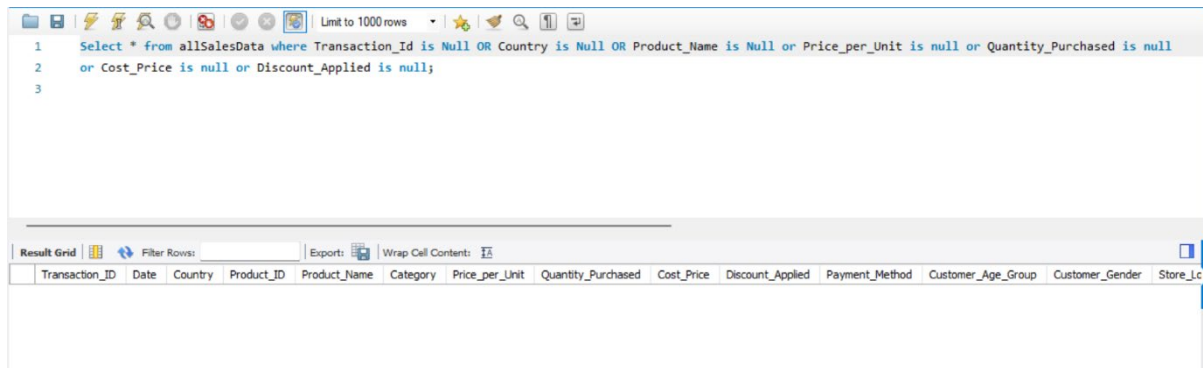 Limit to 1000 rows
1 Select * from allSalesData where Transaction_Id is Null OR Country is Null OR Product_Name is Null or Price_per_Unit is null or Quantity_Purchased is null
2 or Cost_Price is null or Discount_Applied is null;
3
Result Grid Filter Rows: Export: Wrap Cell Content:
Transaction_ID Date Country Product_ID Product_Name Category Price_per_Unit Quantity_Purchased Cost_Price Discount_Applied Payment_Method Customer_Age_Group Customer_Gender Store_Lc